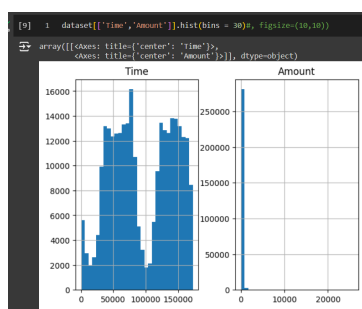 [9] 1 dataset[['Time','Amount']].hist(bins = 30)#, figsize=(10,10))
array([[<Axes: title={'center': 'Time'}>,
<Axes: title={'center': 'Amount'}>]], dtype=object)
Time Amount
16000
14000
12000
10000
8000
6000
4000
2000
0
0 50000 100000 150000
250000
200000
150000
100000
50000
0
0 10000 20000